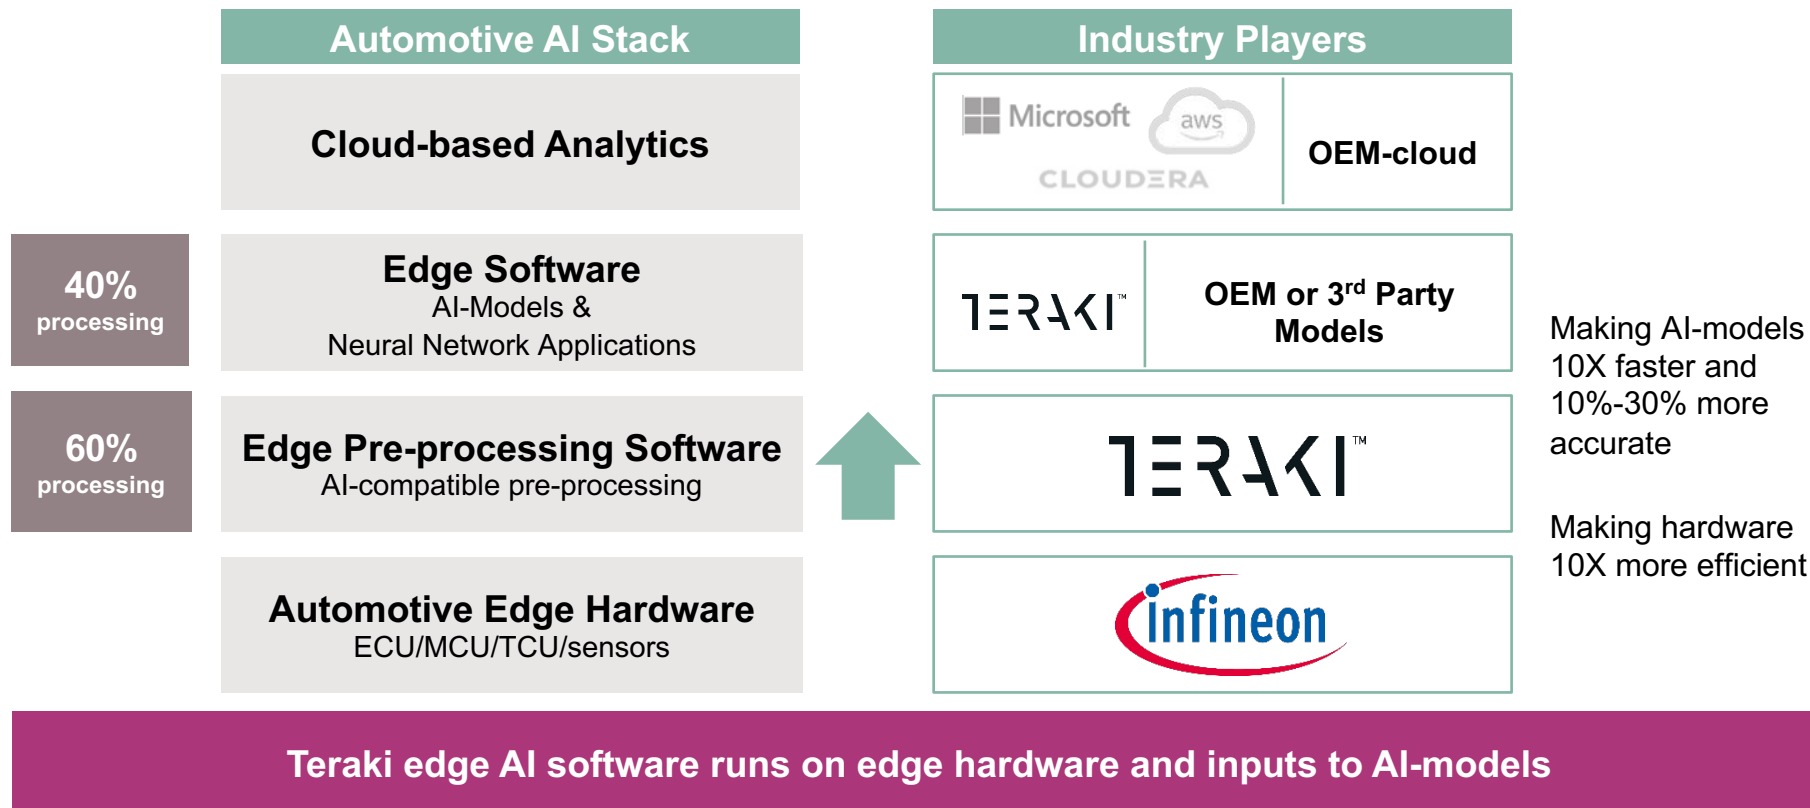 Automotive AI Stack
Industry Players
Cloud-based Analytics
Microsoft
aws
CLOUDERA
OEM-cloud
40%
processing
Edge Software
AI-Models &
Neural Network Applications
TERAKI™
OEM or 3rd Party
Models
60%
processing
Edge Pre-processing Software
AI-compatible pre-processing
TERAKI™
Making AI-models
10X faster and
10%-30% more
accurate
Making hardware
10X more efficient
Automotive Edge Hardware
ECU/MCU/TCU/sensors
infineon
Teraki edge AI software runs on edge hardware and inputs to AI-models